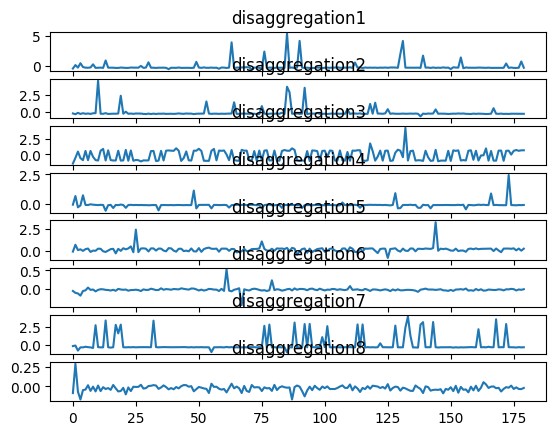 disaggregation1
5
0
disaggregation2
2.5
0.0
disaggregation3
2.5
0.0
disaggregation4
2.5
0.0
disaggregation5
2.5
0.0
disaggregation6
0.5
0.0
disaggregation7
2.5
0.0
disaggregation8
0.25
0.00
0 25 50 75 100 125 150 175